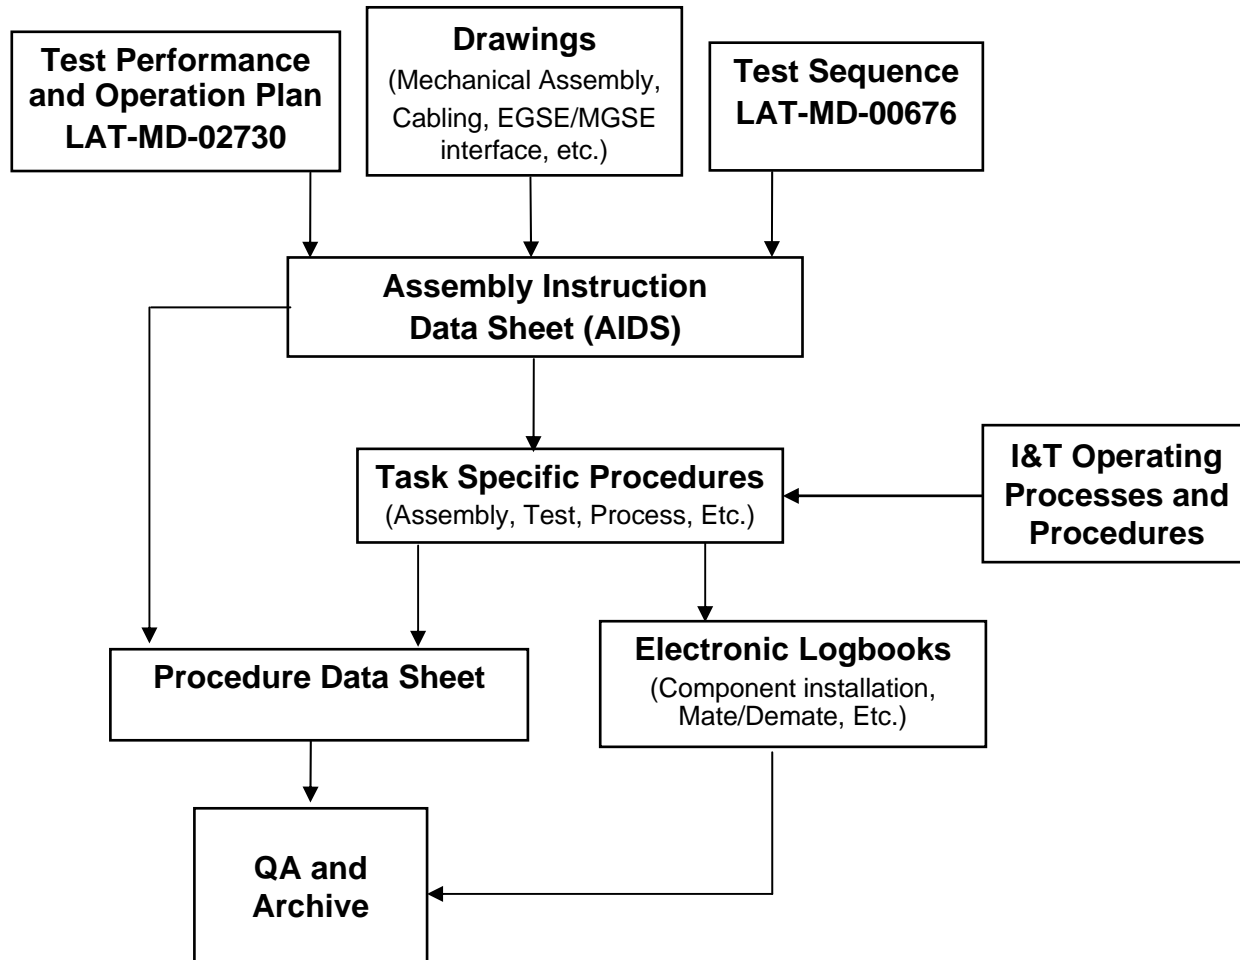 Test Performance
and Operation Plan
LAT-MD-02730
Drawings
(Mechanical Assembly,
Cabling, EGSE/MGSE
interface, etc.)
Test Sequence
LAT-MD-00676
Assembly Instruction
Data Sheet (AIDS)
Task Specific Procedures
(Assembly, Test, Process, Etc.)
I&T Operating
Processes and
Procedures
Procedure Data Sheet
Electronic Logbooks
(Component installation,
Mate/Demate, Etc.)
QA and
Archive